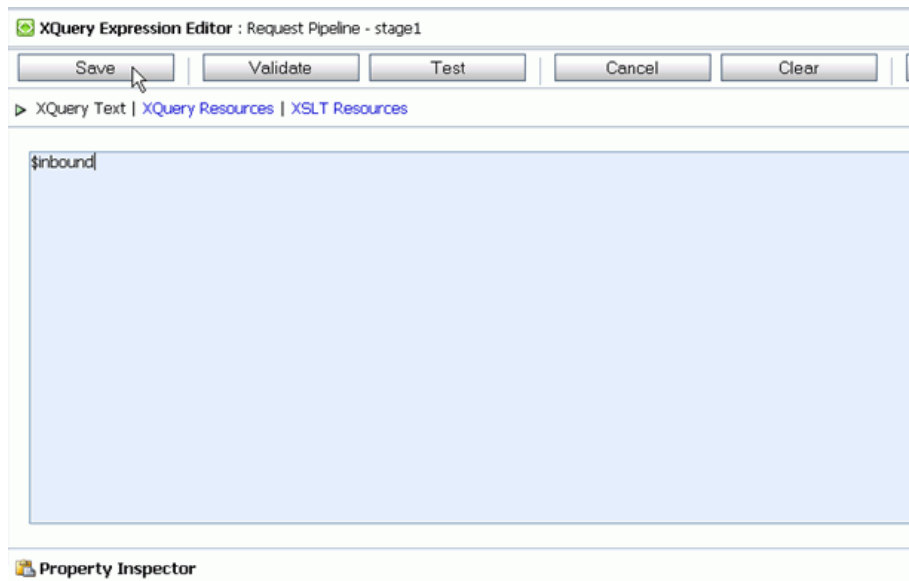 XQuery Expression Editor : Request Pipeline - stage1
Save Validate Test Cancel Clear
XQuery Text | XQuery Resources | XSLT Resources
$inbound
Property Inspector